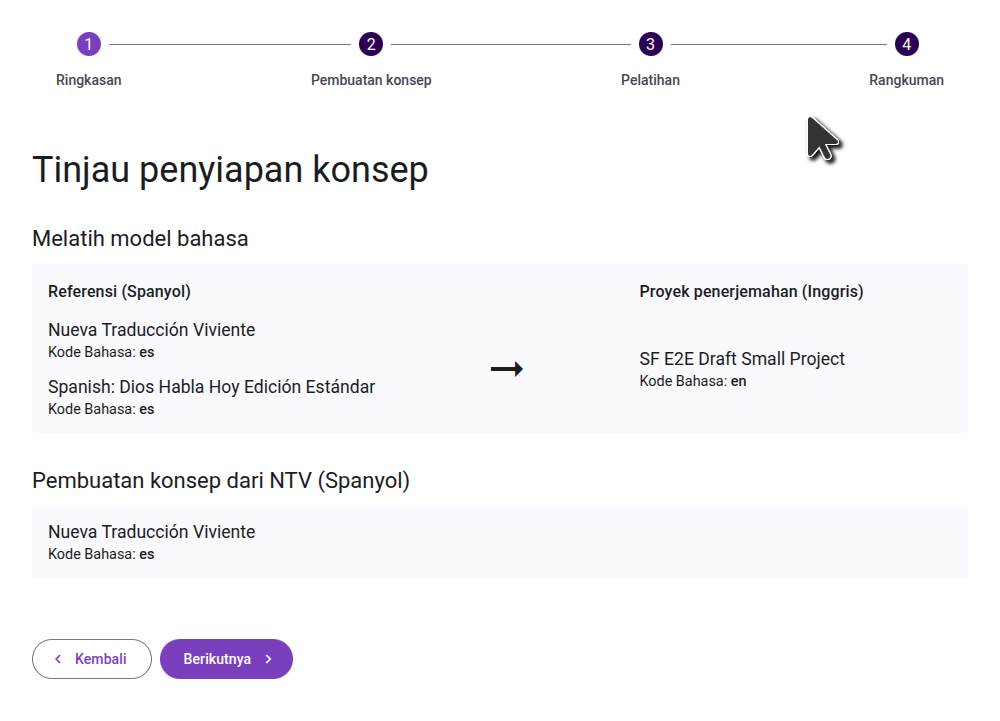 1
2
3
4
Ringkasan
Pembuatan konsep
Pelatihan
Rangkuman
Tinjau penyiapan konsep
Melatih model bahasa
Referensi (Spanyol)
Proyek penerjemahan (Inggris)
Nueva Traducción Viviente
Kode Bahasa: es
Spanish: Dios Habla Hoy Edición Estándar
Kode Bahasa: es
SF E2E Draft Small Project
Kode Bahasa: en
Pembuatan konsep dari NTV (Spanyol)
Nueva Traducción Viviente
Kode Bahasa: es
Kembali
Berikutnya